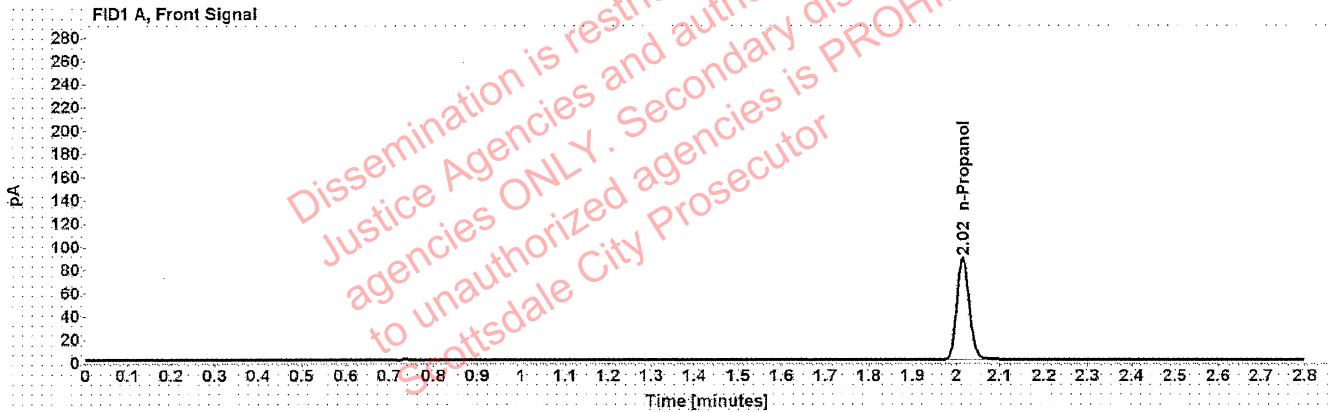 FID1 A, Front Signal
280
260
240
220
200
180
160
140
120
100
80
60
40
20
0
pA
2.02 n-Propanol
0 0.1 0.2 0.3 0.4 0.5 0.6 0.7 0.8 0.9 1 1.1 1.2 1.3 1.4 1.5 1.6 1.7 1.8 1.9 2 2.1 2.2 2.3 2.4 2.5 2.6 2.7 2.8
Time [minutes]
Dissemination is
Justice Agencies and
agencies ONLY. Secondary
to unauthorized agencies is
Scottsdale City Prosecutor